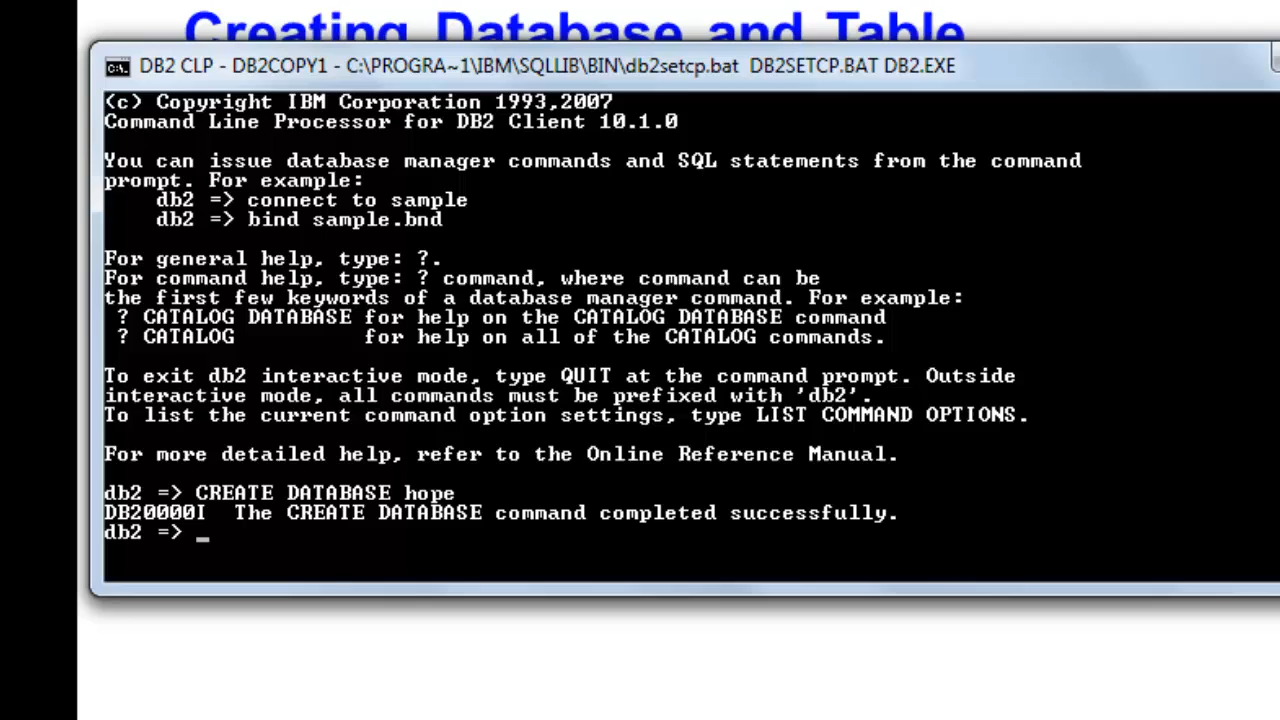 Creating Database and Table
DB2 CLP - DB2COPY1 - C:\PROGRA~1\IBM\SQLLIB\BIN\db2setcp.bat DB2SETCP.BAT DB2.EXE
(c) Copyright IBM Corporation 1993,2007
Command Line Processor for DB2 Client 10.1.0
You can issue database manager commands and SQL statements from the command
prompt. For example:
db2 => connect to sample
db2 => bind sample.bnd
For general help, type: ?.
For command help, type: ? command, where command can be
the first few keywords of a database manager command. For example:
? CATALOG DATABASE for help on the CATALOG DATABASE command
? CATALOG for help on all of the CATALOG commands.
To exit db2 interactive mode, type QUIT at the command prompt. Outside
interactive mode, all commands must be prefixed with 'db2'.
To list the current command option settings, type LIST COMMAND OPTIONS.
For more detailed help, refer to the Online Reference Manual.
db2 => CREATE DATABASE hope
DB20000I The CREATE DATABASE command completed successfully.
db2 => _